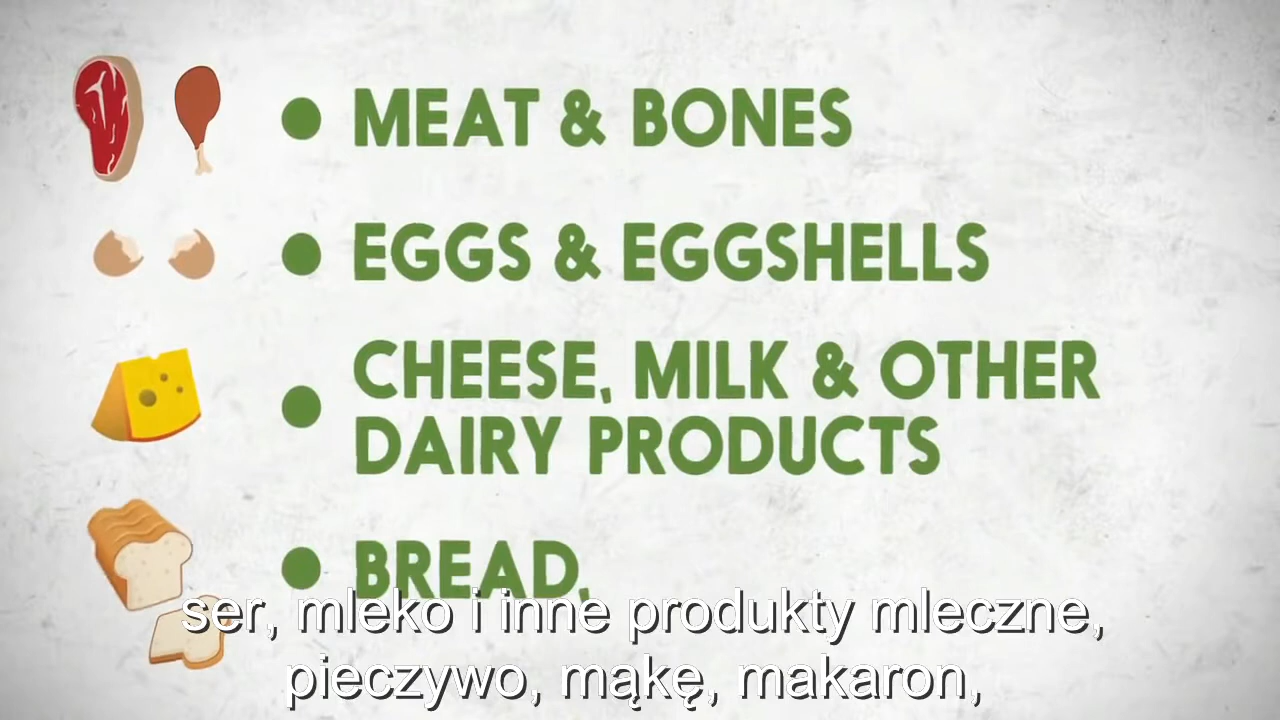 MEAT & BONES
EGGS & EGGSHELLS
CHEESE, MILK & OTHER
DAIRY PRODUCTS
BREAD,
ser, mleko i inne produkty mleczne,
pieczywo, mąkę, makaron,